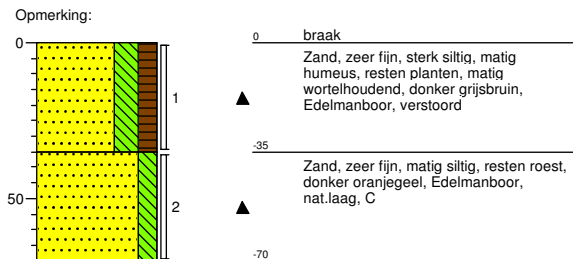 Opmerking:
0
0 braak
Zand, zeer fijn, sterk siltig, matig
humeus, resten planten, matig
wortelhoudend, donker grijsbruin,
Edelmanboor, verstoord
1
-35
Zand, zeer fijn, matig siltig, resten roest,
donker oranjegeel, Edelmanboor,
nat.laag, C
50
2
-70